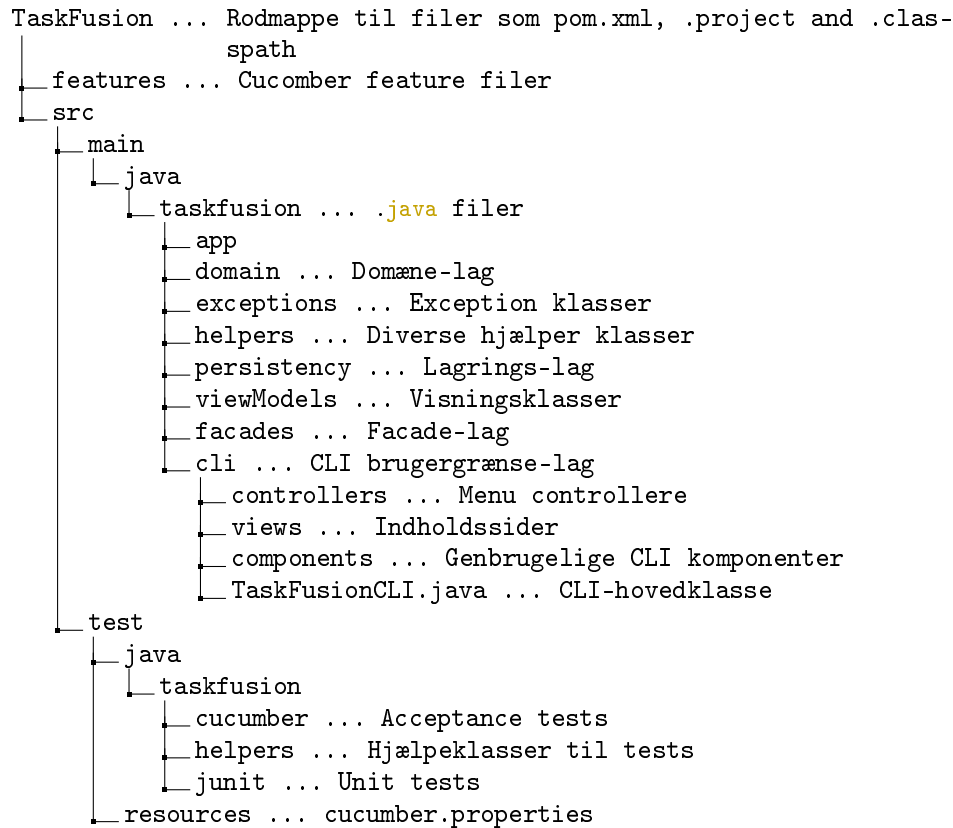 TaskFusion ... Rodmappe til filer som pom.xml, .project and .clas-
spath
features ... Cucomber feature filer
src
main
java
taskfusion ... .java filer
app
domain ... Domæne-lag
exceptions ... Exception klasser
helpers ... Diverse hjælper klasser
persistency ... Lagrings-lag
viewModels ... Visningsklasser
facades ... Facade-lag
cli ... CLI brugergrænse-lag
controllers ... Menu controllere
views ... Indholdssider
components ... Genbrugelige CLI komponenter
TaskFusionCLI.java ... CLI-hovedklasse
test
java
taskfusion
cucumber ... Acceptance tests
helpers ... Hjælpeklasser til tests
junit ... Unit tests
resources ... cucumber.properties